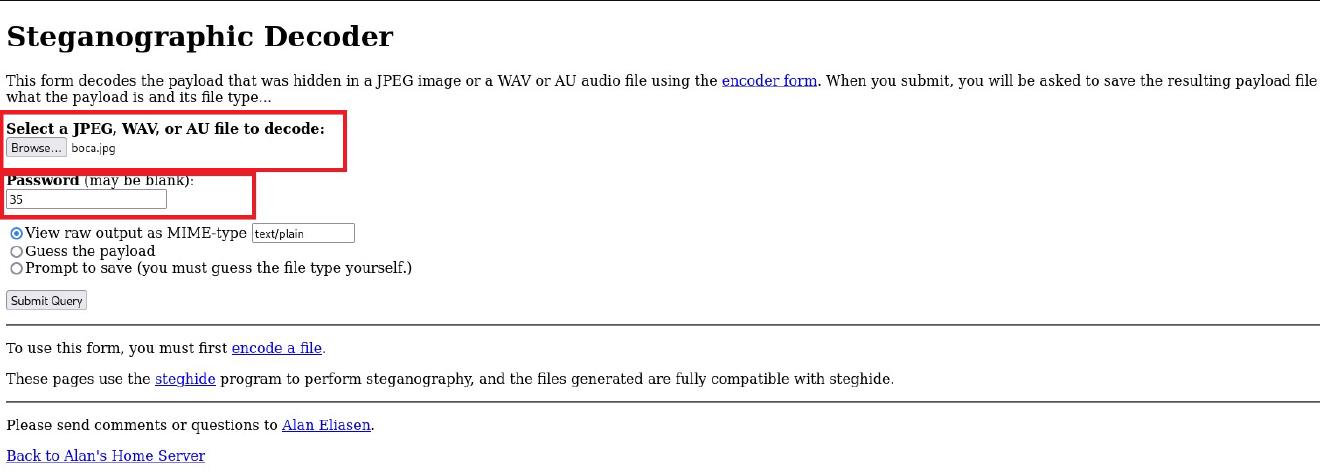 Steganographic Decoder
This form decodes the payload that was hidden in a JPEG image or a WAV or AU audio file using the encoder form. When you submit, you will be asked to save the resulting payload file
what the payload is and its file type...
Select a JPEG, WAV, or AU file to decode:
Browse... boca.jpg
Password (may be blank):
35
View raw output as MIME-type text/plain
Guess the payload
Prompt to save (you must guess the file type yourself.)
Submit Query
To use this form, you must first encode a file.
These pages use the steghide program to perform steganography, and the files generated are fully compatible with steghide.
Please send comments or questions to Alan Eliasen.
Back to Alan's Home Server